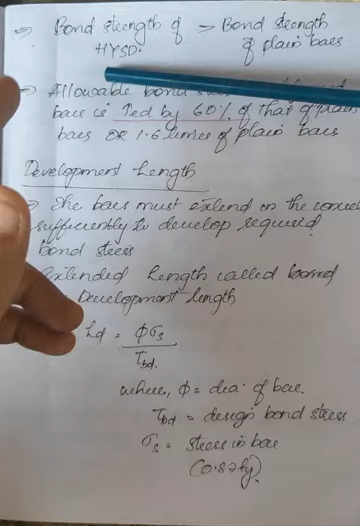 ⇒ Bond strength of > Bond strength
HYSD. of plain bars
→ Allowable bond
bars is ↑ed by 60% of that of plain
bars OR 1.6 times of plain bars
Development Length
→ The bars must extend in the
sufficiently to develop required
bond stress
Extended length called
Development length
Ld = φσs / τbd.
where, φ = dia. of bar.
τbd = design bond stress
σs = stress in bar
(0.87fy).